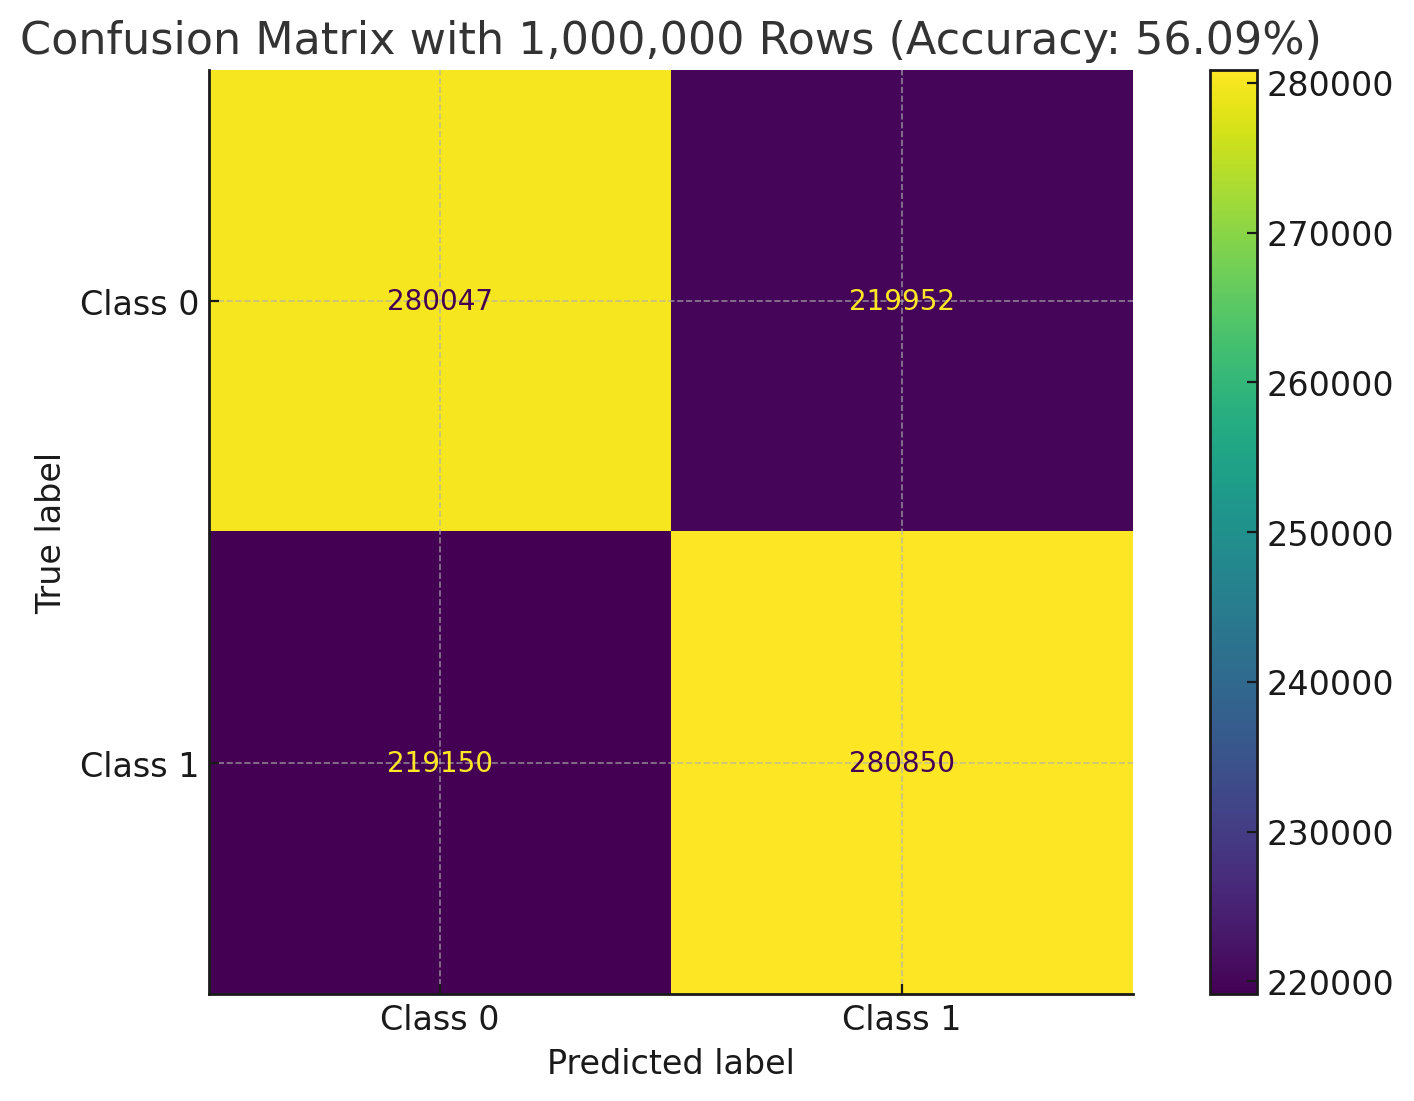 Confusion Matrix with 1,000,000 Rows (Accuracy: 56.09%)
280000
270000
260000
250000
240000
230000
220000
True label
Class 0
280047
219952
Class 1
219150
280850
Class 0
Class 1
Predicted label